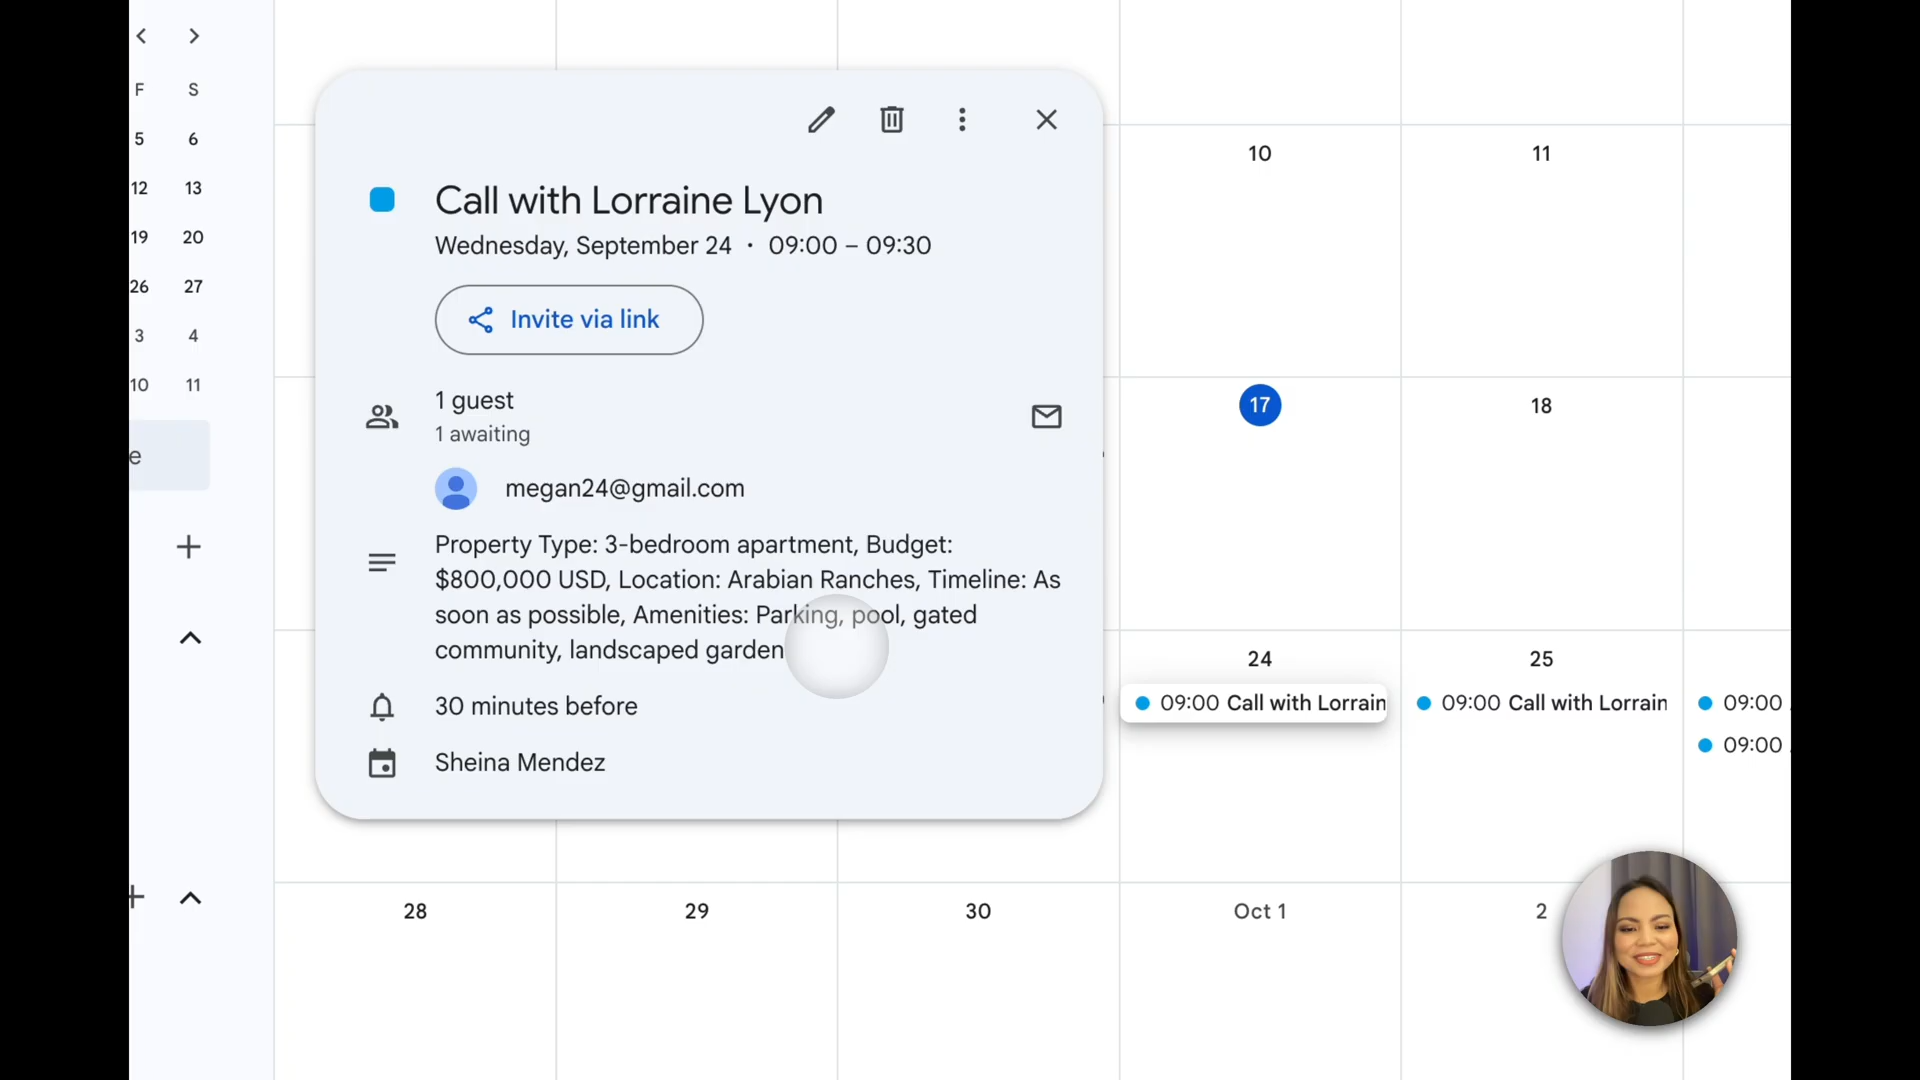 F S
5 6
12 13
19 20
26 27
3 4
10 11
e
Call with Lorraine Lyon
Wednesday, September 24 · 09:00 – 09:30
Invite via link
1 guest
1 awaiting
megan24@gmail.com
Property Type: 3-bedroom apartment, Budget:
$800,000 USD, Location: Arabian Ranches, Timeline: As
soon as possible, Amenities: Parking, pool, gated
community, landscaped garden
30 minutes before
Sheina Mendez
10 11
17 18
24 25
09:00 Call with Lorrain
09:00 Call with Lorrain
09:00
09:00
28 29 30 Oct 1 2